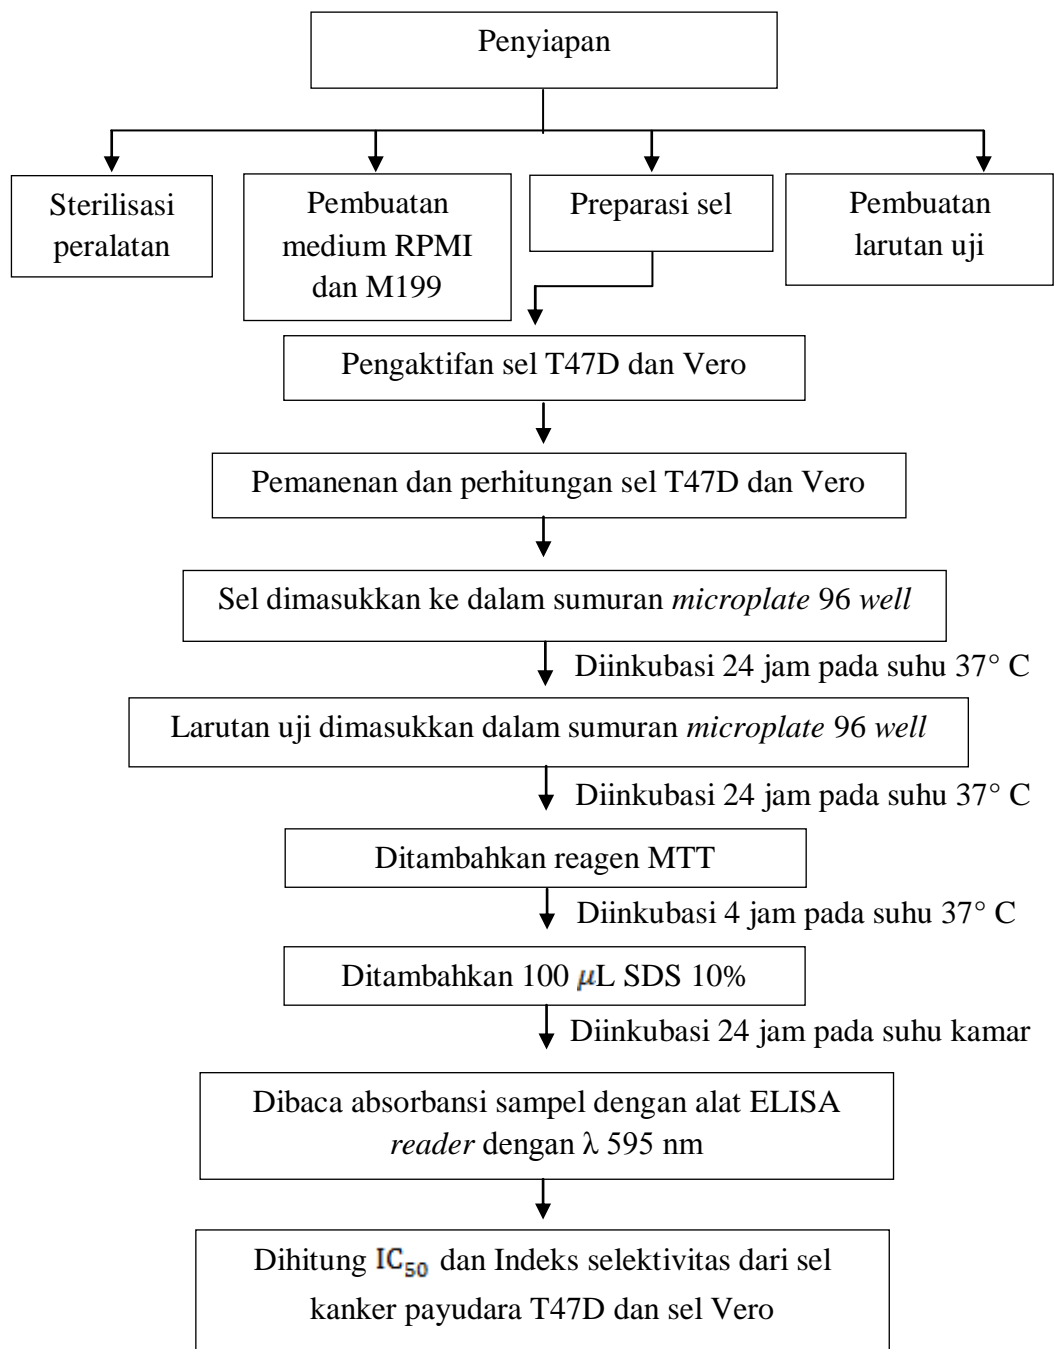 Penyiapan
Sterilisasi
peralatan
Pembuatan
medium RPMI
dan M199
Preparasi sel
Pembuatan
larutan uji
Pengaktifan sel T47D dan Vero
Pemanenan dan perhitungan sel T47D dan Vero
Sel dimasukkan ke dalam sumuran microplate 96 well
Diinkubasi 24 jam pada suhu 37° C
Larutan uji dimasukkan dalam sumuran microplate 96 well
Diinkubasi 24 jam pada suhu 37° C
Ditambahkan reagen MTT
Diinkubasi 4 jam pada suhu 37° C
Ditambahkan 100 μL SDS 10%
Diinkubasi 24 jam pada suhu kamar
Dibaca absorbansi sampel dengan alat ELISA
reader dengan λ 595 nm
Dihitung IC₅₀ dan Indeks selektivitas dari sel
kanker payudara T47D dan sel Vero